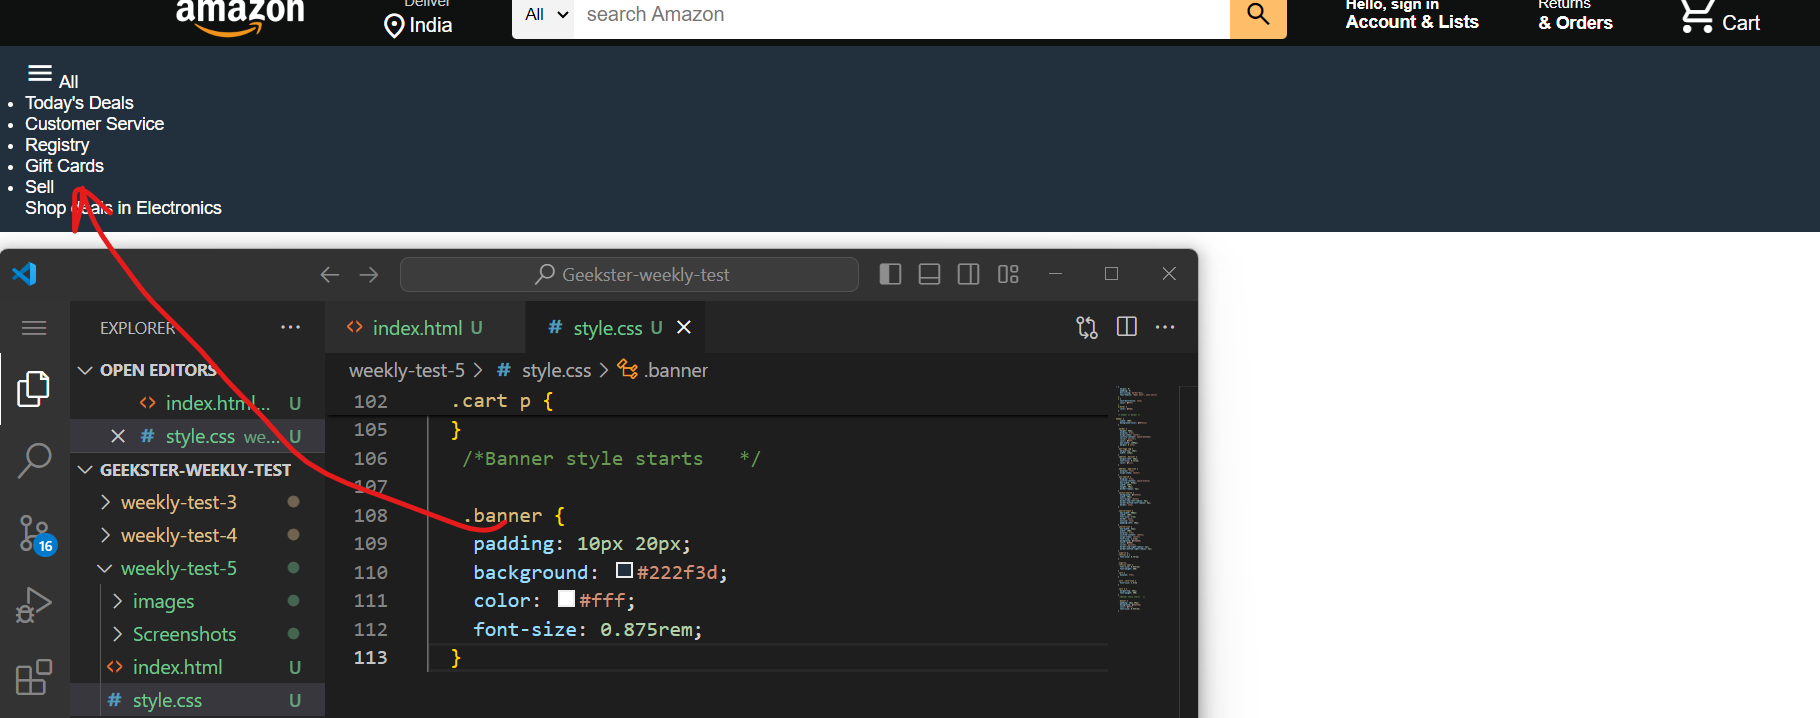 amazon
Deliver
India
All
search Amazon
Hello, sign in
Account & Lists
Returns
& Orders
Cart
All
Today's Deals
Customer Service
Registry
Gift Cards
Sell
Shop deals in Electronics
Geekster-weekly-test
EXPLORER
index.html U
# style.css U
OPEN EDITORS
weekly-test-5 > # style.css > .banner
index.html... U
102 .cart p {
# style.css we... U
105 }
GEEKSTER-WEEKLY-TEST
106 /*Banner style starts */
weekly-test-3
107
weekly-test-4
108 .banner {
16
109 padding: 10px 20px;
weekly-test-5
110 background: #222f3d;
images
111 color: #fff;
Screenshots
112 font-size: 0.875rem;
index.html U
113 }
# style.css U